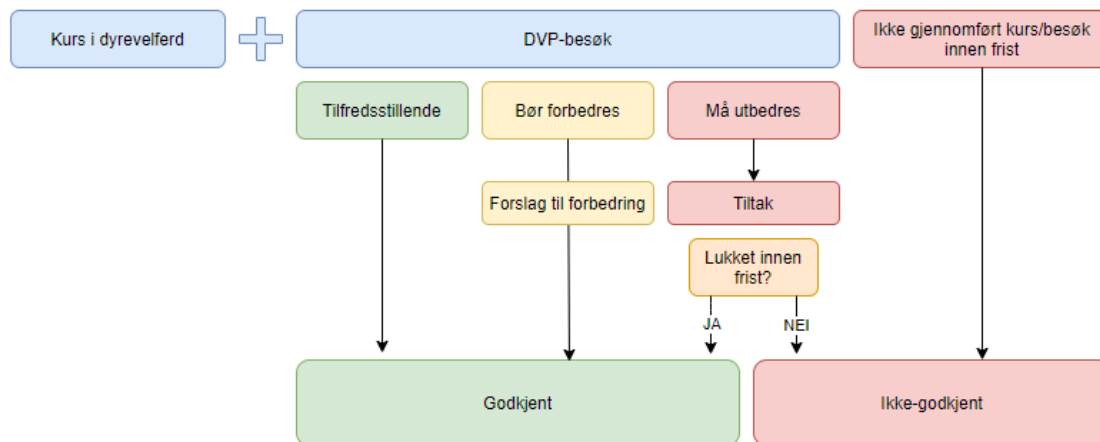 Kurs i dyrevelferd
DVP-besøk
Ikke gjennomført kurs/besøk
innen frist
Tilfredsstillende
Bør forbedres
Må utbedres
Forslag til forbedring
Tiltak
Lukket innen
frist?
JA
NEI
Godkjent
Ikke-godkjent